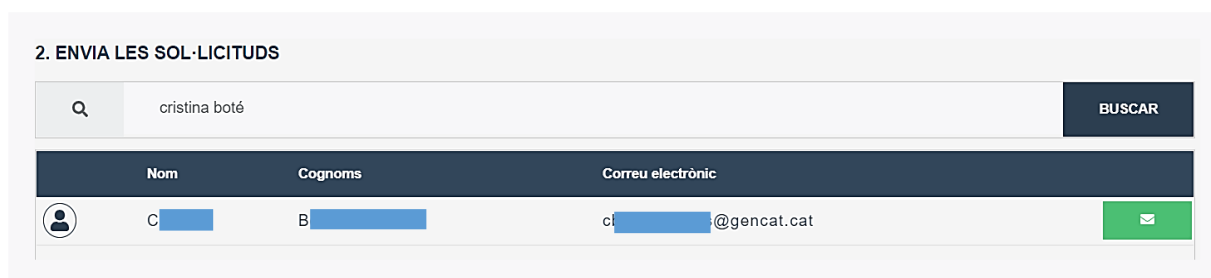 2. ENVIA LES SOL·LICITUDS
cristina boté BUSCAR
Nom Cognoms Correu electrònic
C B @gencat.cat